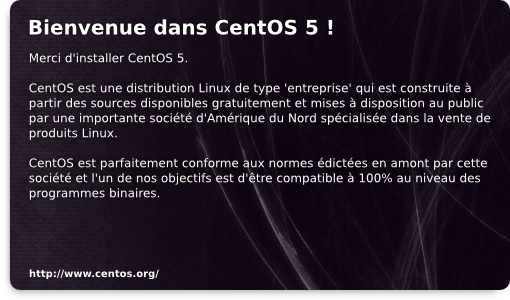 Bienvenue dans CentOS 5 !
Merci d'installer CentOS 5.
CentOS est une distribution Linux de type 'entreprise' qui est construite à
partir des sources disponibles gratuitement et mises à disposition au public
par une importante société d'Amérique du Nord spécialisée dans la vente de
produits Linux.
CentOS est parfaitement conforme aux normes édictées en amont par cette
société et l'un de nos objectifs est d'être compatible à 100% au niveau des
programmes binaires.
http://www.centos.org/